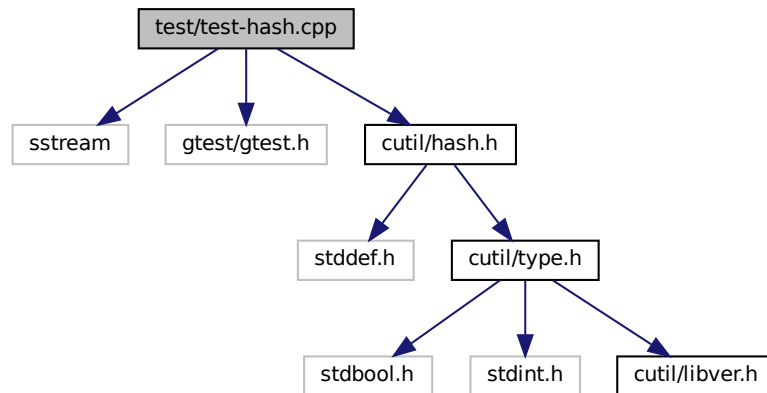 test/test-hash.cpp
sstream
gtest/gtest.h
cutil/hash.h
stddef.h
cutil/type.h
stdbool.h
stdint.h
cutil/libver.h